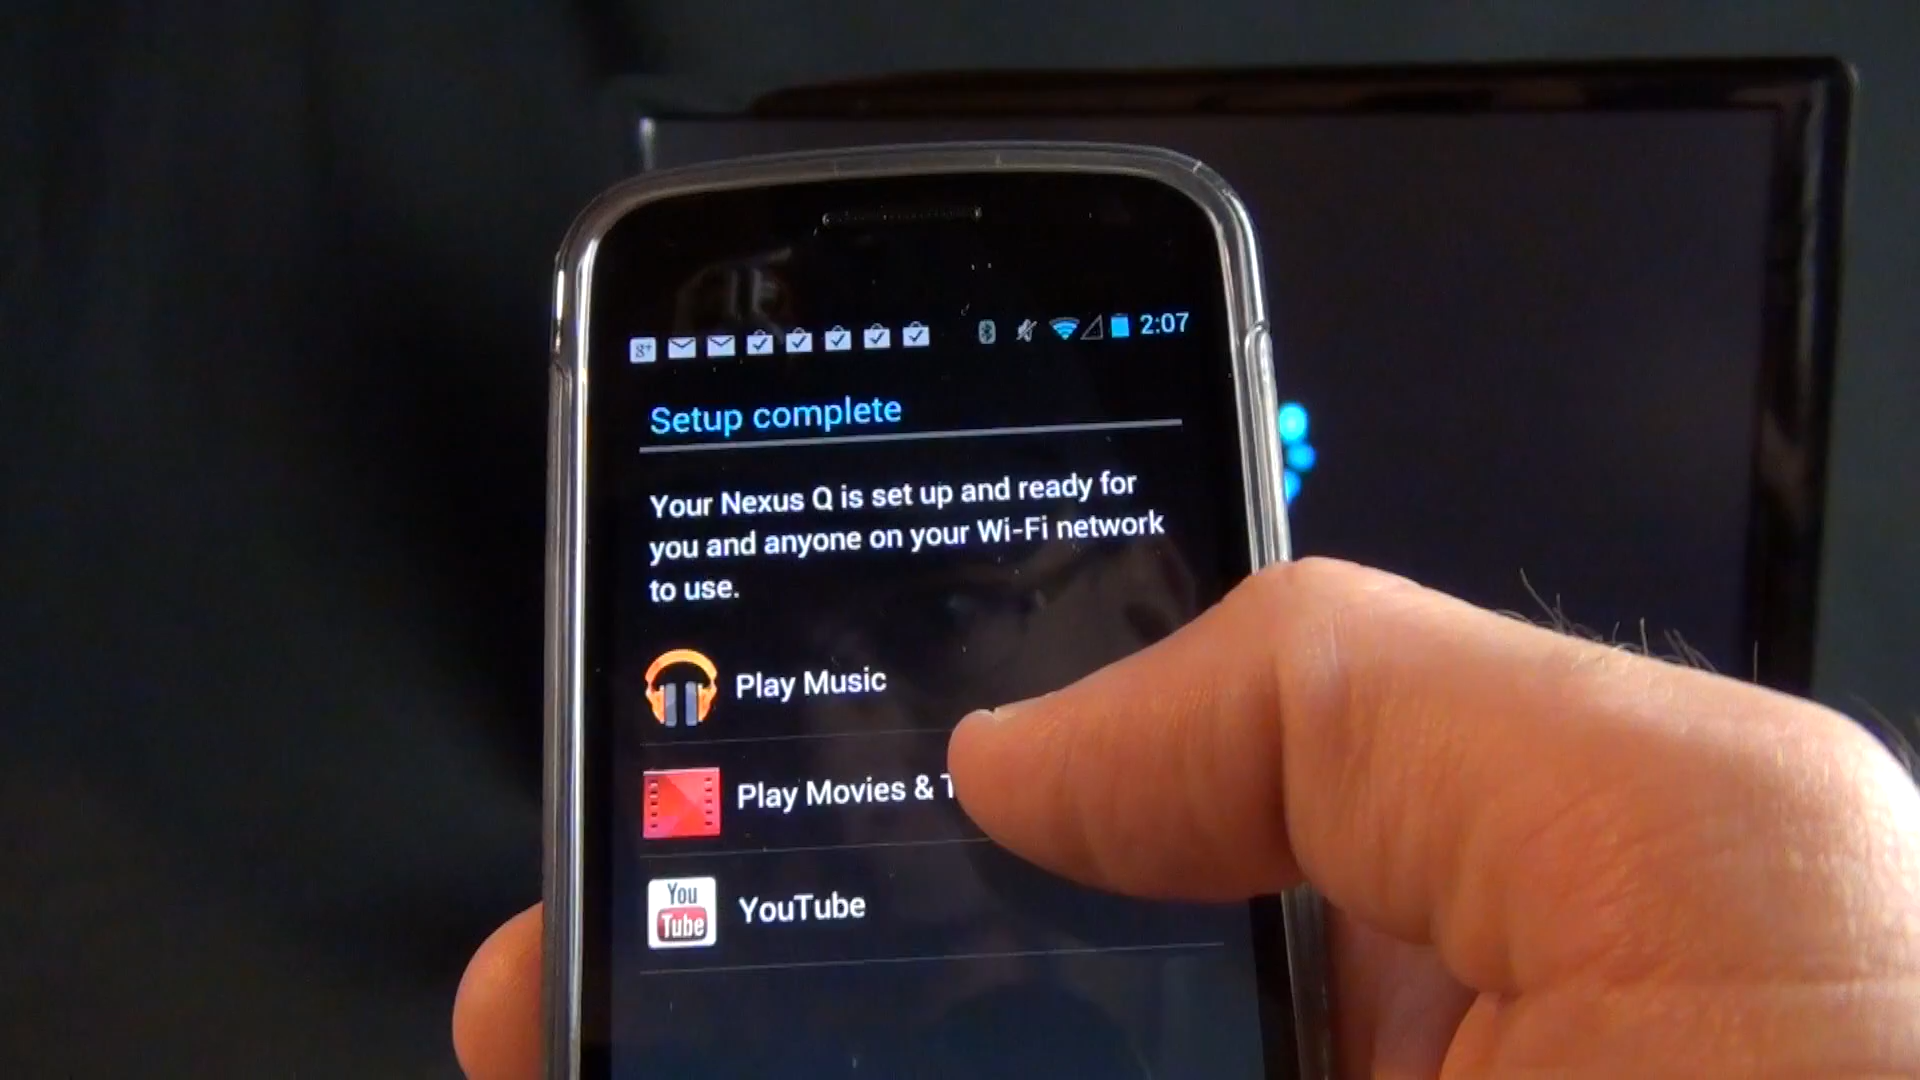 8+ 2:07
Setup complete
Your Nexus Q is set up and ready for
you and anyone on your Wi-Fi network
to use.
Play Music
Play Movies & T
You
Tube
YouTube